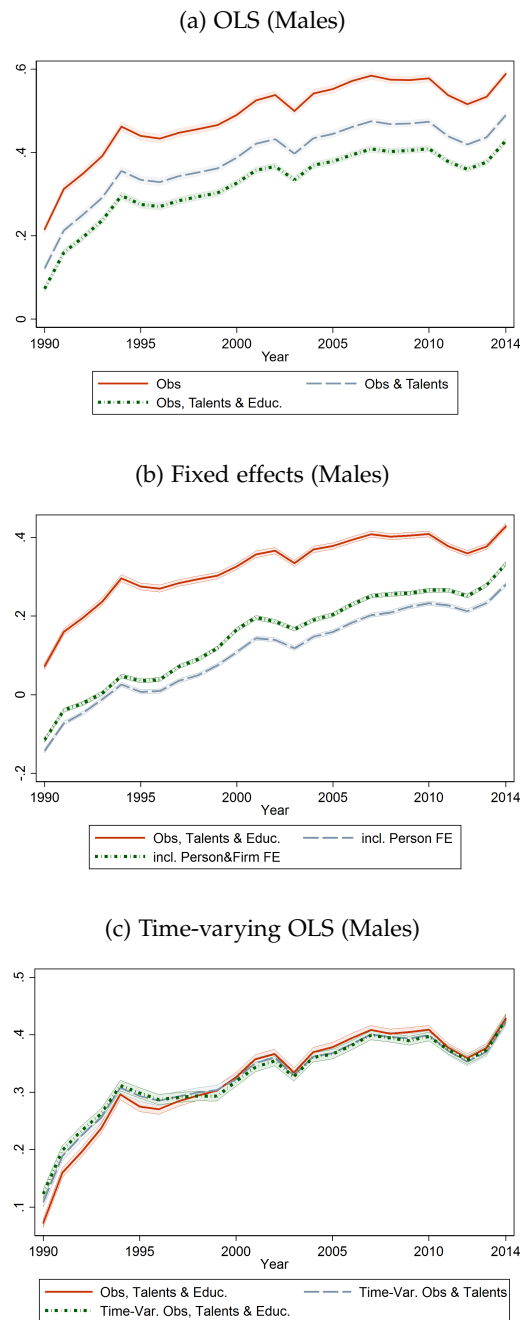 (a) OLS (Males)
.6
.4
.2
0
1990 1995 2000 2005 2010 2014
Year
Obs Obs & Talents
Obs, Talents & Educ.
(b) Fixed effects (Males)
.4
.2
0
-.2
1990 1995 2000 2005 2010 2014
Year
Obs, Talents & Educ. incl. Person FE
incl. Person&Firm FE
(c) Time-varying OLS (Males)
.5
.4
.3
.2
.1
1990 1995 2000 2005 2010 2014
Year
Obs, Talents & Educ. Time-Var. Obs & Talents
Time-Var. Obs, Talents & Educ.